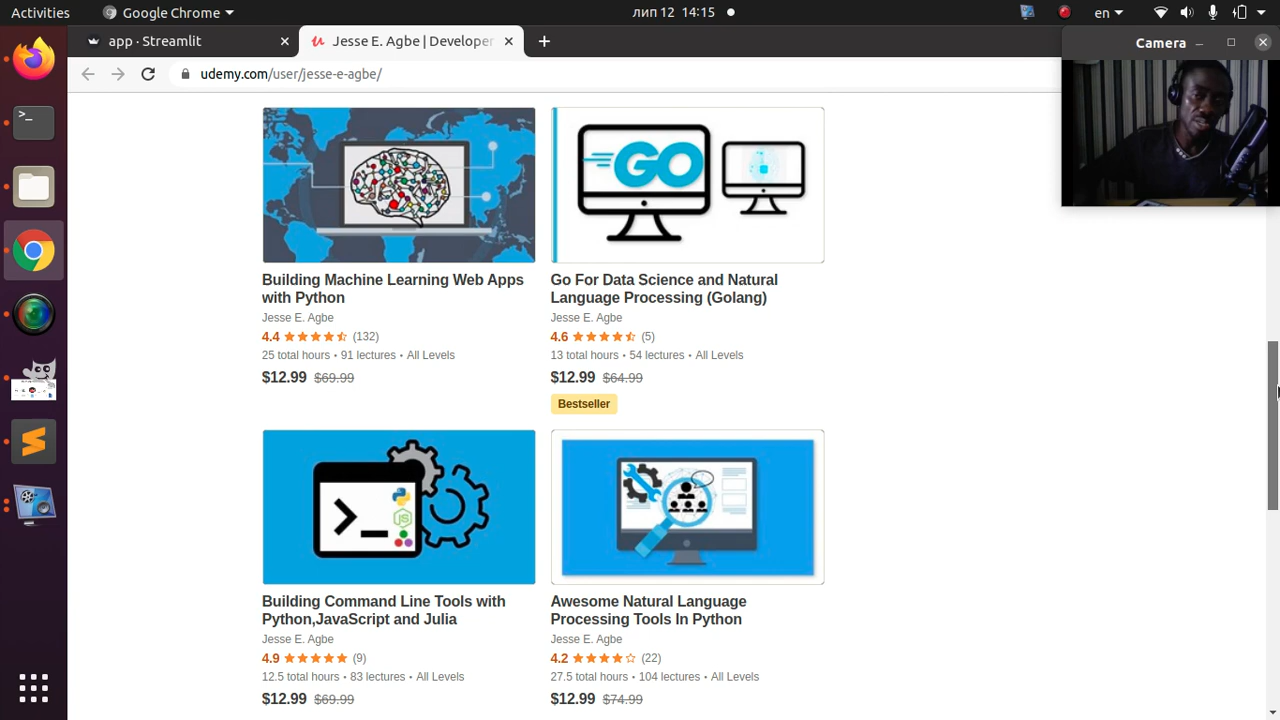 Activities
Google Chrome
лип 12 14:15
en
app · Streamlit
Jesse E. Agbe | Developer
udemy.com/user/jesse-e-agbe/
Camera
GO
Building Machine Learning Web Apps
with Python
Jesse E. Agbe
4.4 (132)
25 total hours • 91 lectures • All Levels
$12.99 $69.99
Go For Data Science and Natural
Language Processing (Golang)
Jesse E. Agbe
4.6 (5)
13 total hours • 54 lectures • All Levels
$12.99 $64.99
Bestseller
Building Command Line Tools with
Python,JavaScript and Julia
Jesse E. Agbe
4.9 (9)
12.5 total hours • 83 lectures • All Levels
$12.99 $69.99
Awesome Natural Language
Processing Tools In Python
Jesse E. Agbe
4.2 (22)
27.5 total hours • 104 lectures • All Levels
$12.99 $74.99